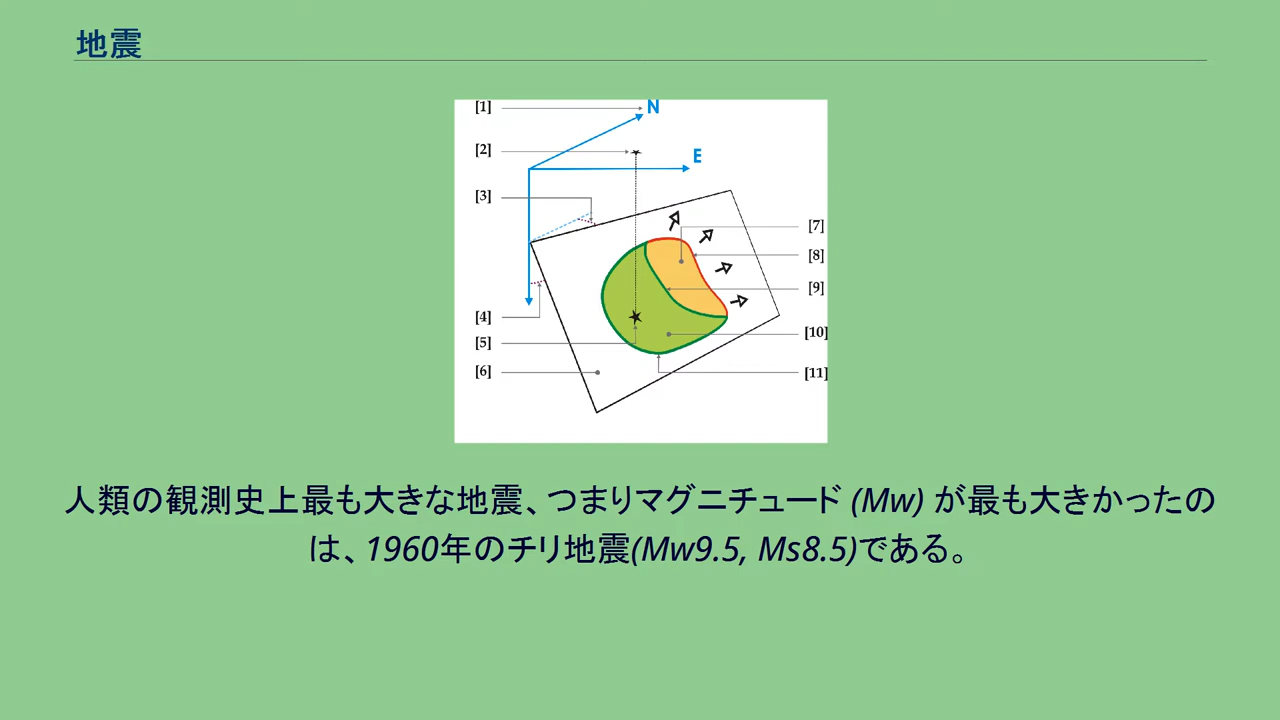 地震
[1]
N
[2]
E
[3]
[7]
[8]
[9]
[4]
[10]
[5]
[6]
[11]
人類の観測史上最も大きな地震、つまりマグニチュード (Mw) が最も大きかったの
は、1960年のチリ地震(Mw9.5, Ms8.5)である。